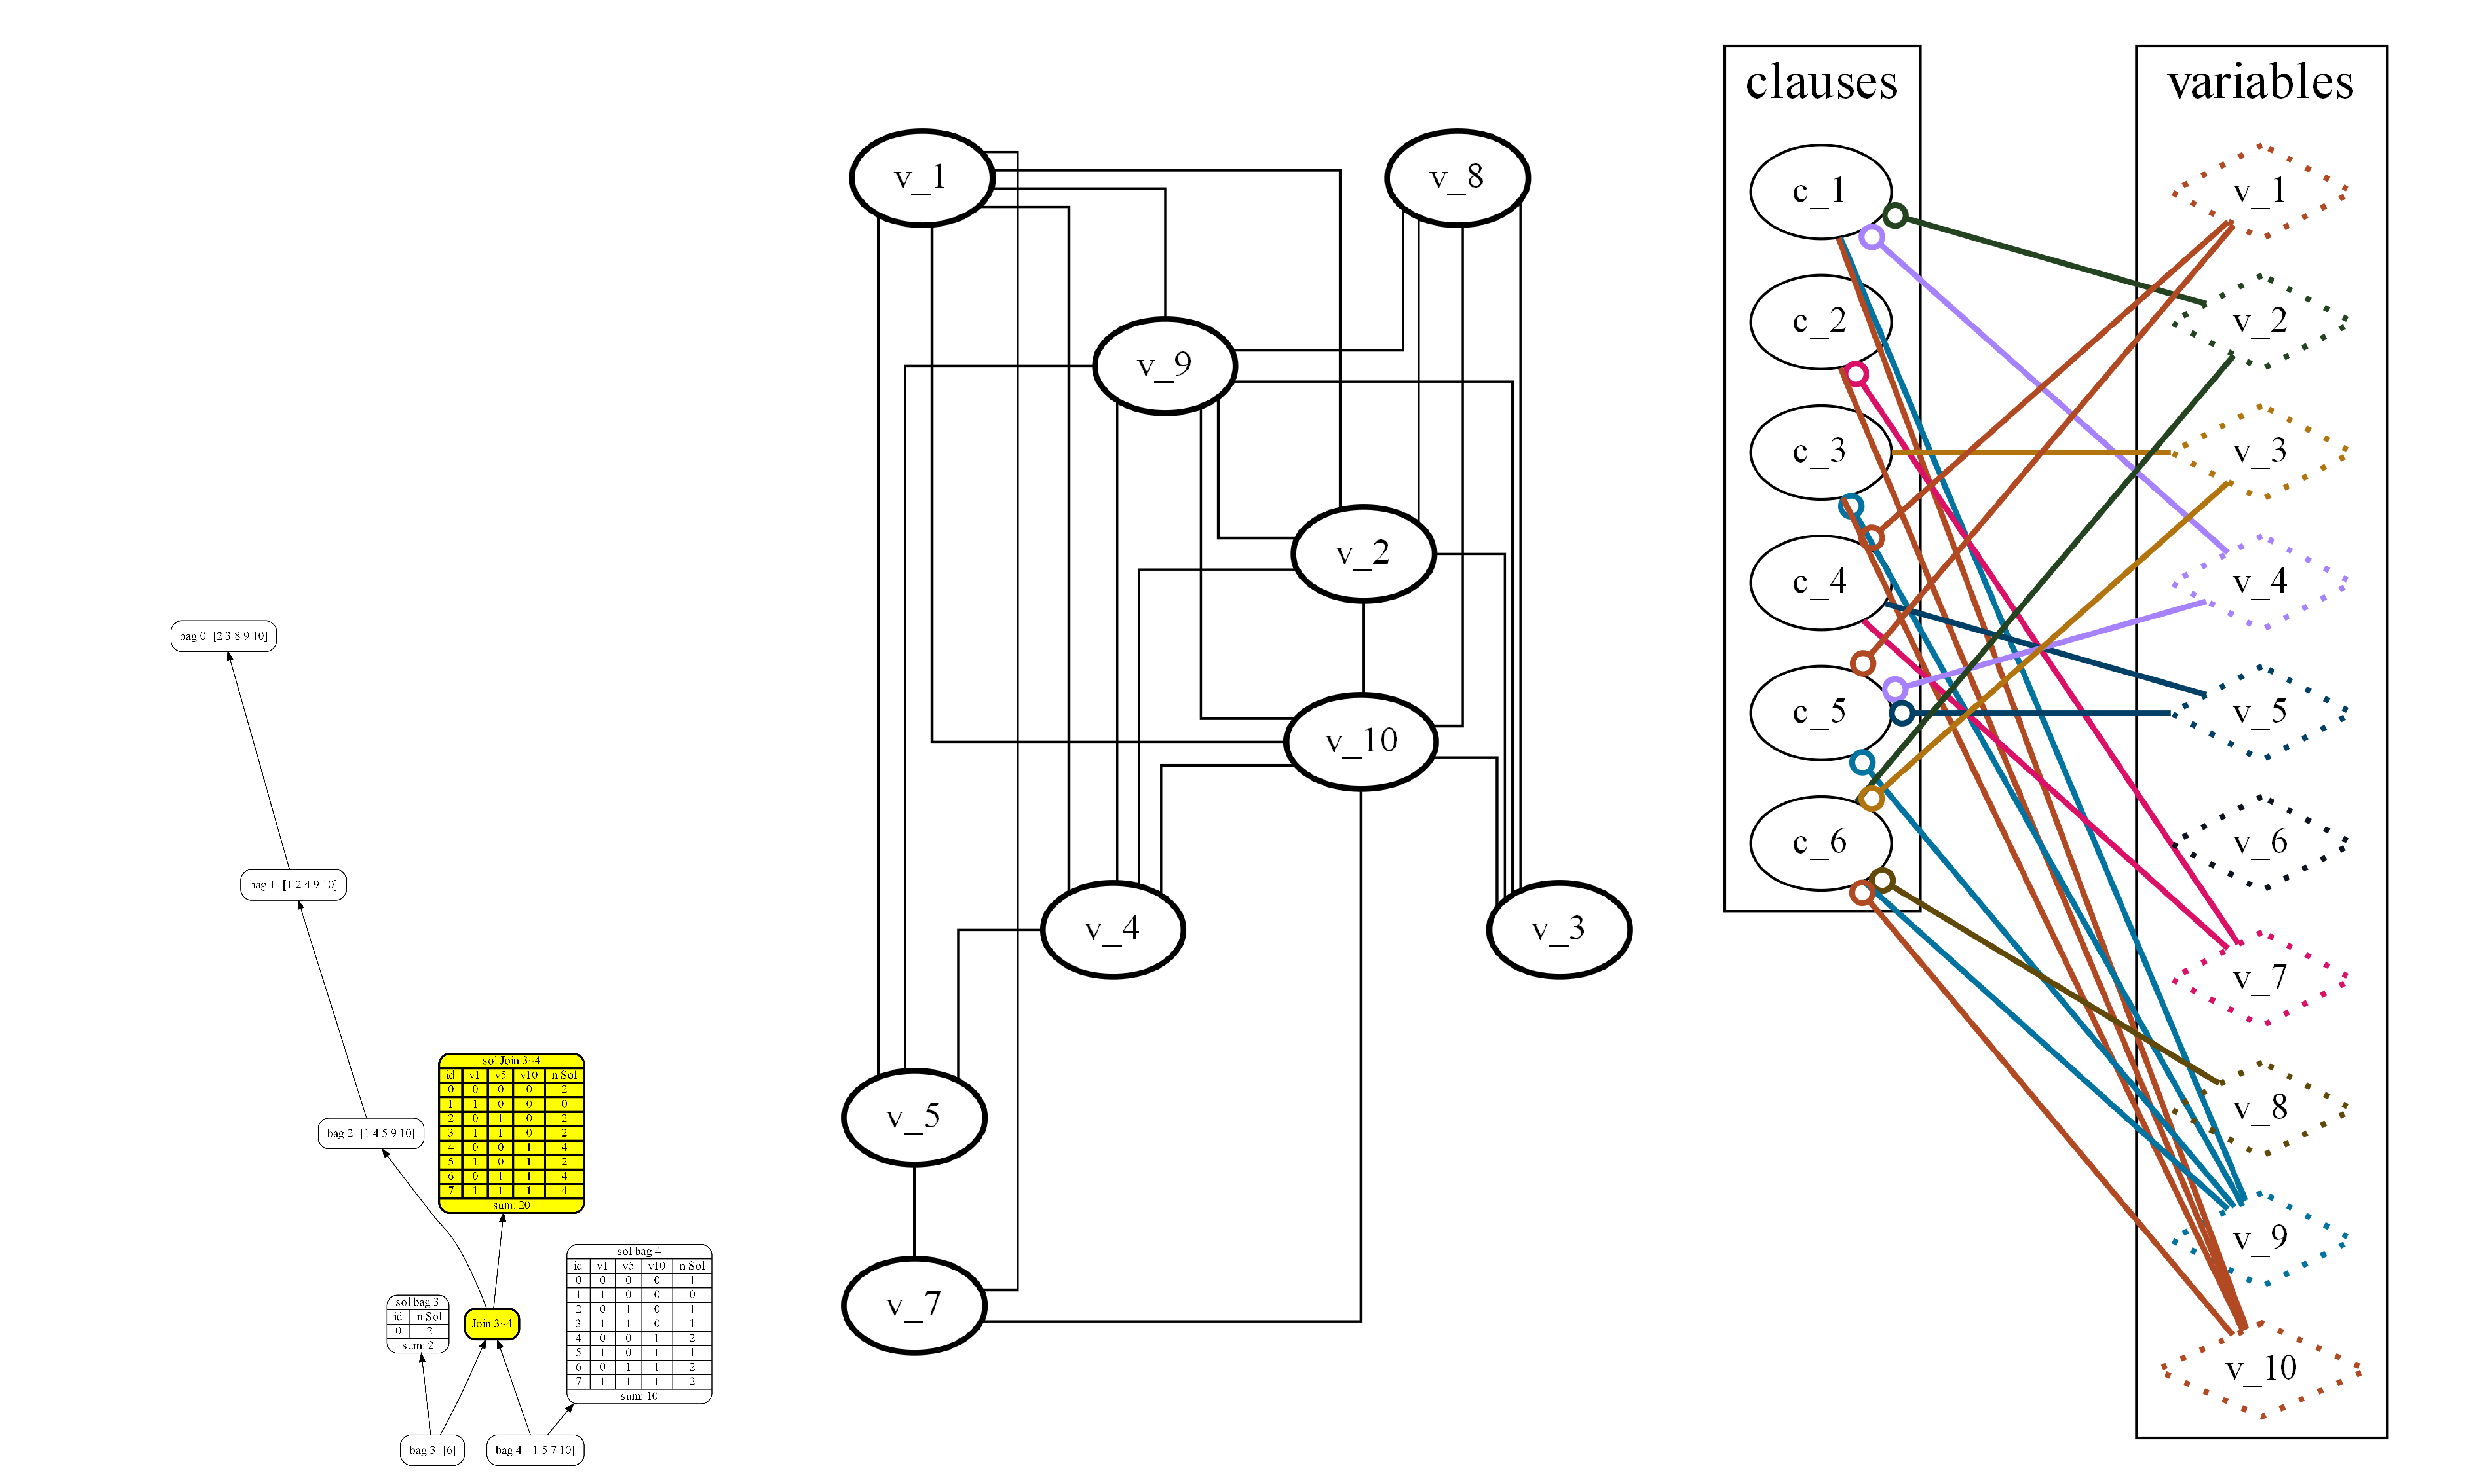 bag 0 [2 3 8 9 10]
bag 1 [1 2 4 9 10]
bag 2 [1 4 5 9 10]
sol Join 3~4
id v1 v5 v10 n Sol
0 0 0 0 2
1 1 0 0 0
2 0 1 0 2
3 1 1 0 2
4 0 0 1 4
5 1 0 1 2
6 0 1 1 4
7 1 1 1 4
sum: 20
sol bag 4
id v1 v5 v10 n Sol
0 0 0 0 1
1 1 0 0 0
2 0 1 0 1
3 1 1 0 1
4 0 0 1 2
5 1 0 1 1
6 0 1 1 2
7 1 1 1 2
sum: 10
sol bag 3
id n Sol
0 2
sum: 2
Join 3~4
bag 3 [6]
bag 4 [1 5 7 10]
v_1
v_8
v_9
v_2
v_10
v_4
v_3
v_5
v_7
clauses
c_1
c_2
c_3
c_4
c_5
c_6
variables
v_1
v_2
v_3
v_4
v_5
v_6
v_7
v_8
v_9
v_10